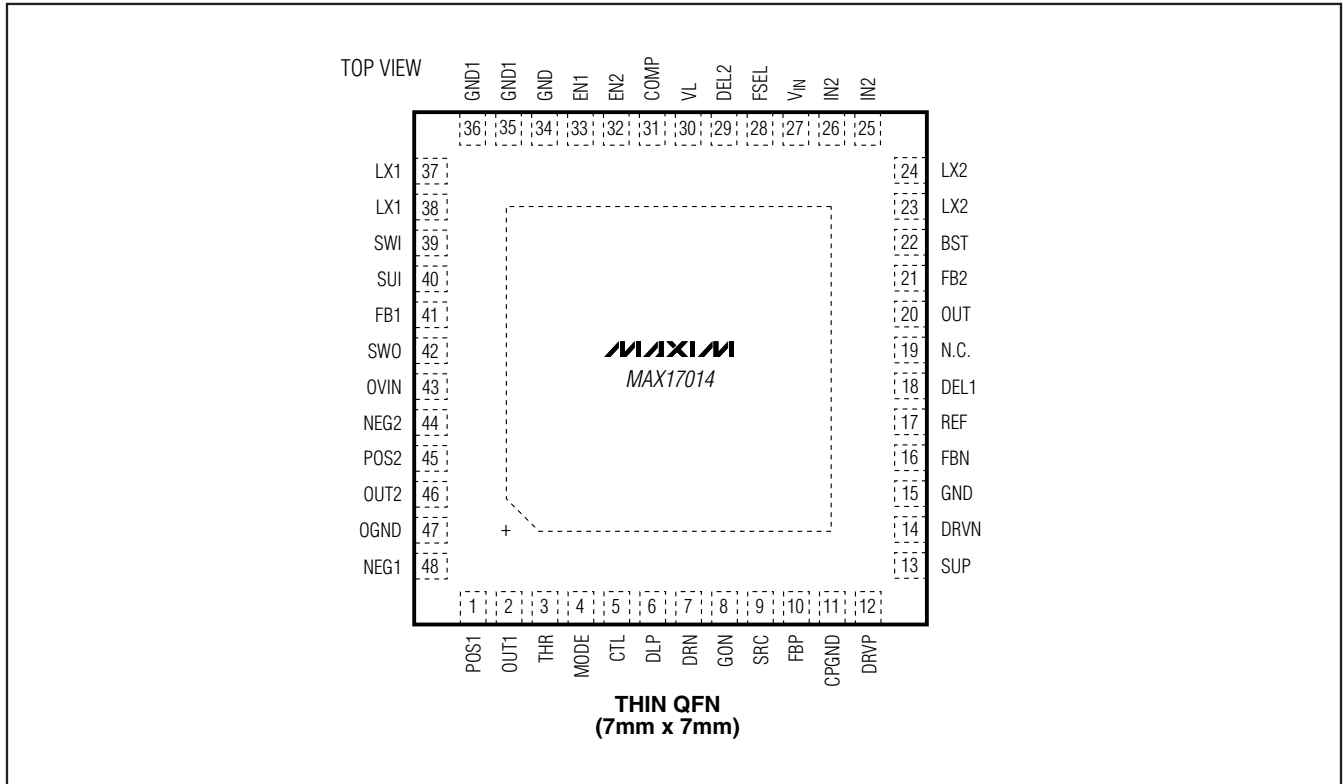 TOP VIEW
GND1 GND1 GND EN1 EN2 COMP VL DEL2 FSEL VIN IN2 IN2
36 35 34 33 32 31 30 29 28 27 26 25
LX1 37 24 LX2
LX1 38 23 LX2
SWI 39 22 BST
SUI 40 21 FB2
FB1 41 20 OUT
SWO 42 MAXIM 19 N.C.
OVIN 43 MAX17014 18 DEL1
NEG2 44 17 REF
POS2 45 16 FBN
OUT2 46 15 GND
OGND 47 + 14 DRVN
NEG1 48 13 SUP
1 2 3 4 5 6 7 8 9 10 11 12
POS1 OUT1 THR MODE CTL DLP DRN GON SRC FBP CPGND DRVP
THIN QFN
(7mm x 7mm)